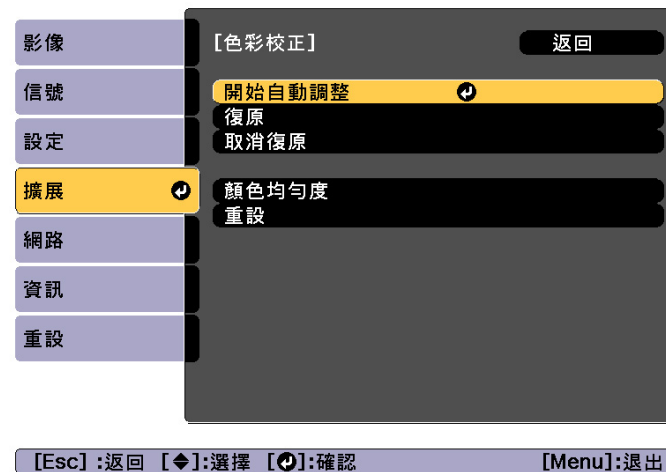 影像
信號
設定
擴展
網路
資訊
重設
[色彩校正]
返回
開始自動調整
復原
取消復原
顏色均勻度
重設
[Esc] :返回 [◆]:選擇 [↵]:確認 [Menu]:退出